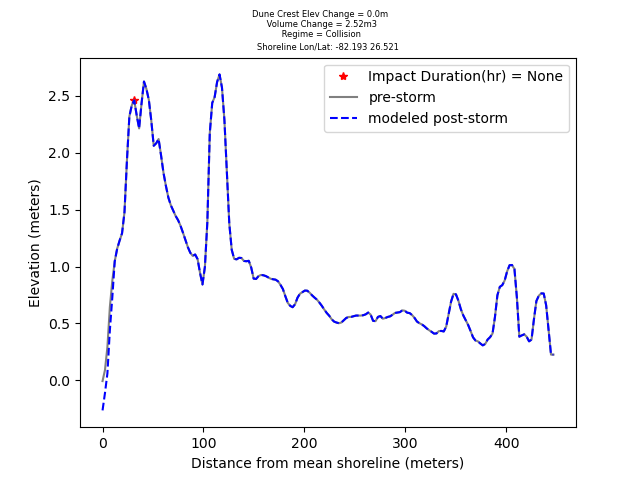 Dune Crest Elev Change = 0.0m
Volume Change = 2.52m3
Regime = Collision
Shoreline Lon/Lat: -82.193 26.521
Impact Duration(hr) = None
pre-storm
modeled post-storm
2.5
2.0
1.5
1.0
0.5
0.0
Elevation (meters)
0 100 200 300 400
Distance from mean shoreline (meters)